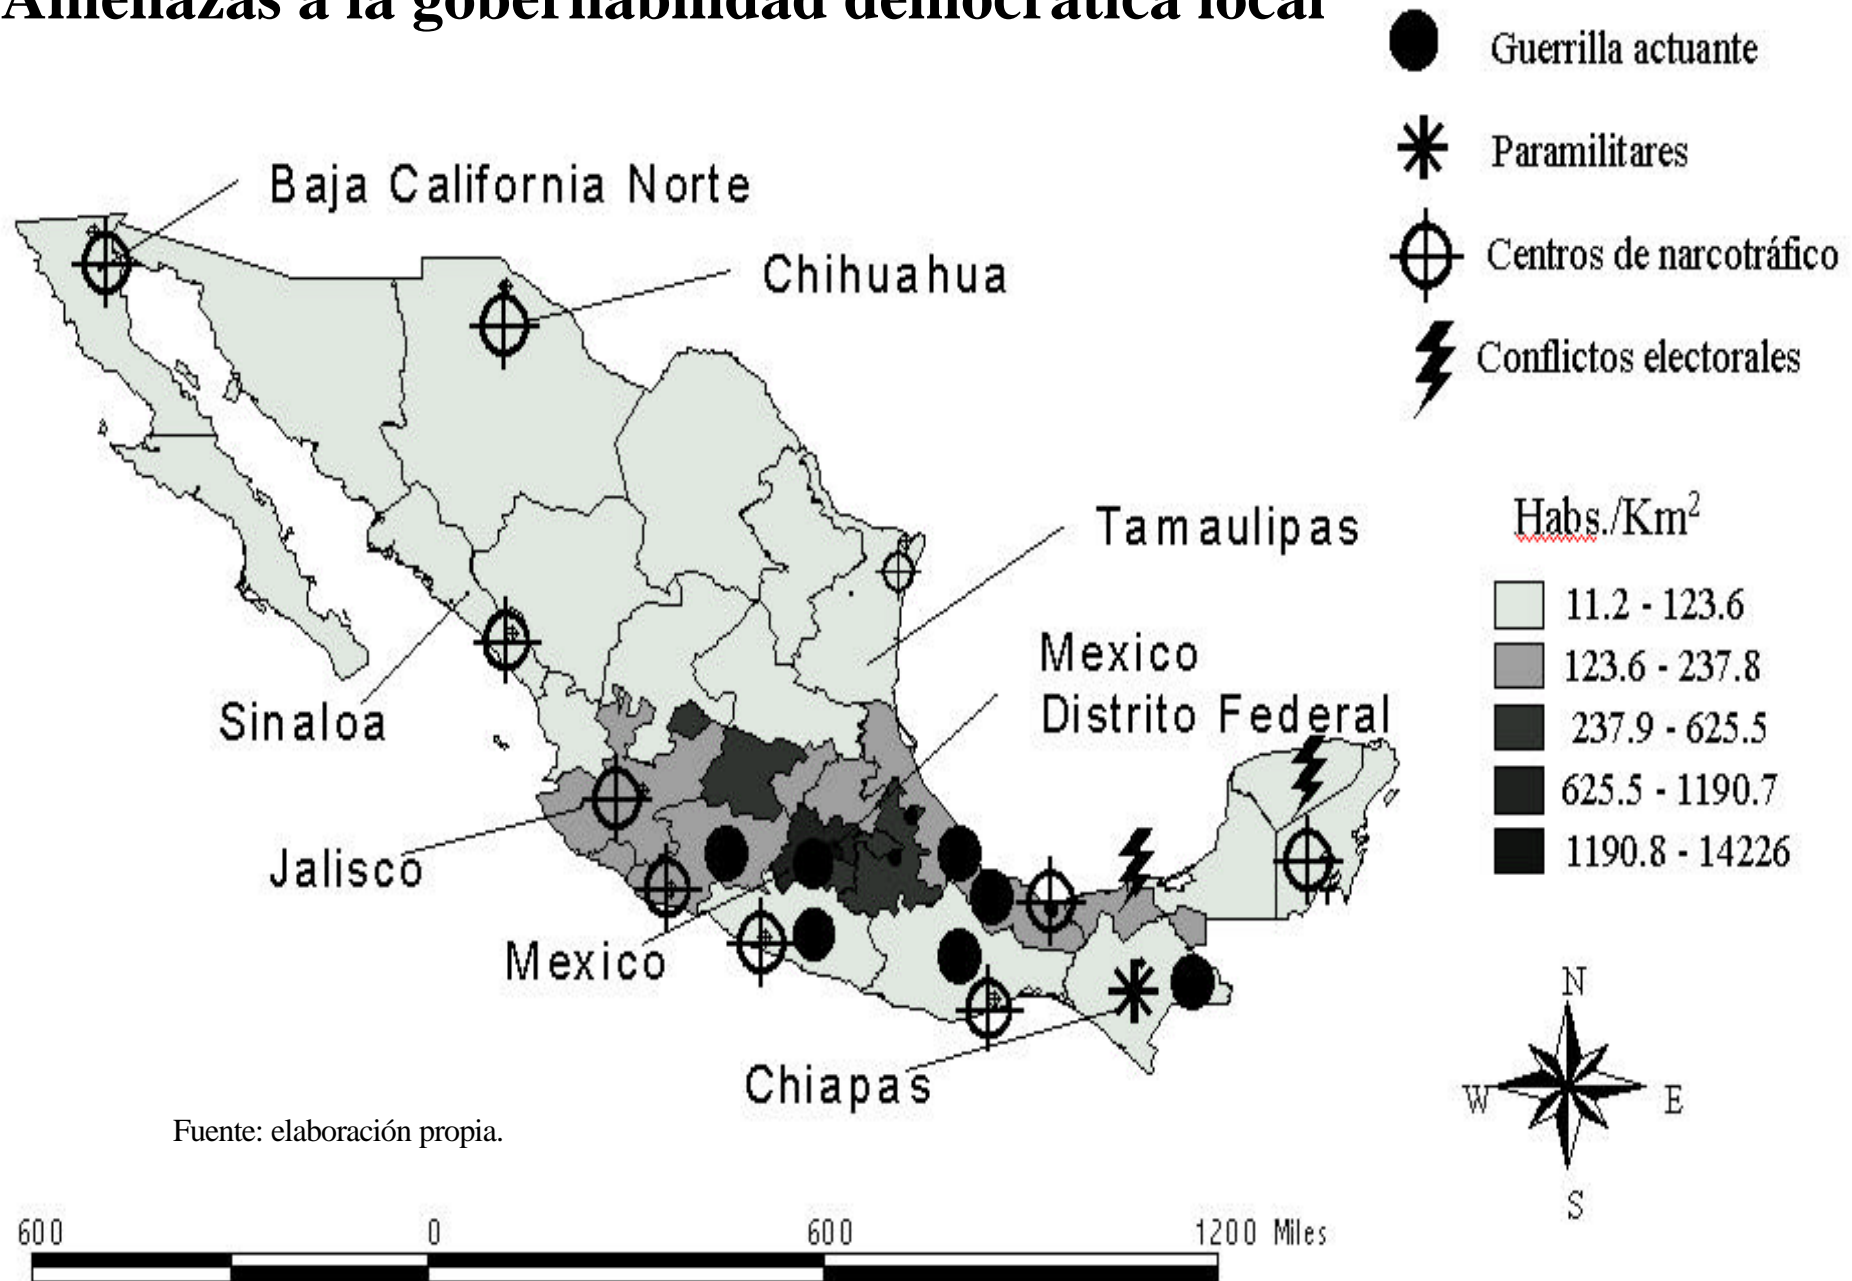 Amenazas a la gobernabilidad democrática local
Guerrilla actuante
Paramilitares
Centros de narcotráfico
Conflictos electorales
Baja California Norte
Chihuahua
Tamaulipas
Mexico
Distrito Federal
Sinaloa
Jalisco
Mexico
Chiapas
Habs./Km²
11.2 - 123.6
123.6 - 237.8
237.9 - 625.5
625.5 - 1190.7
1190.8 - 14226
N
W
E
S
Fuente: elaboración propia.
600 0 600 1200 Miles